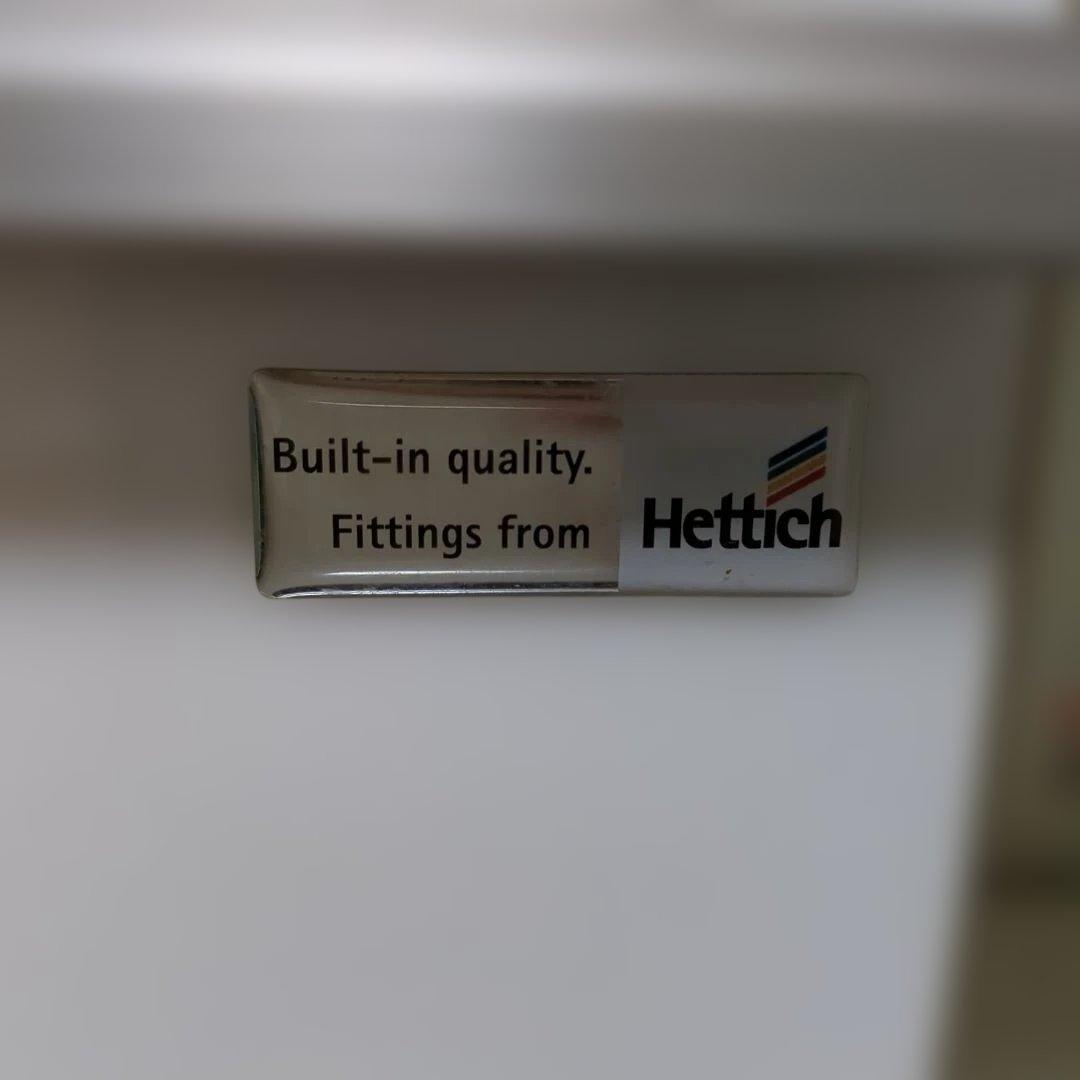 Built-in quality.
Fittings from
Hettich